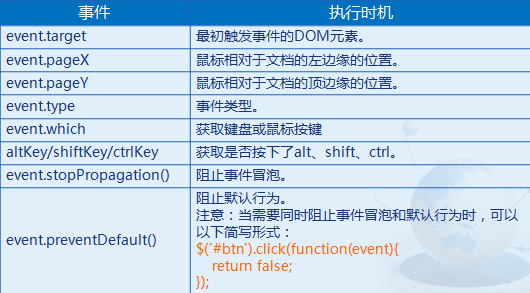 事件 执行时机
event.target 最初触发事件的DOM元素。
event.pageX 鼠标相对于文档的左边缘的位置。
event.pageY 鼠标相对于文档的顶边缘的位置。
event.type 事件类型。
event.which 获取键盘或鼠标按键
altKey/shiftKey/ctrlKey 获取是否按下了alt、shift、ctrl。
event.stopPropagation() 阻止事件冒泡。
event.preventDefault() 阻止默认行为。
注意：当需要同时阻止事件冒泡和默认行为时，可以
以下简写形式：
$('#btn').click(function(event){
return false;
});